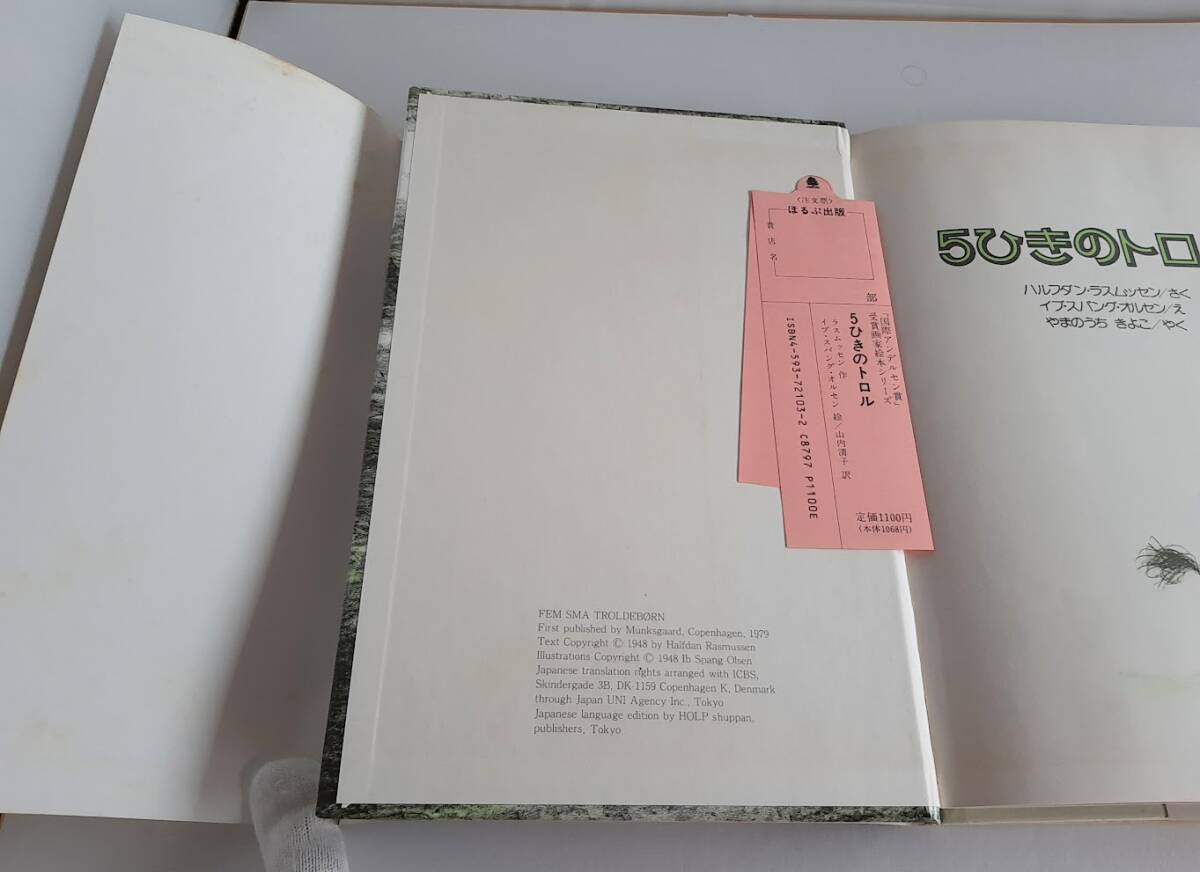 〈注文票〉
ほるぷ出版
貴店名
部
「国際アンデルセン賞」
受賞画家絵本シリーズ
5ひきのトロル
ラスムッセン 作
イブ・スパング・オルセン 絵/山内清子 訳
ISBN4-593-72103-2 C8797 P1100E
定価1100円
(本体1068円)
FEM SMA TROLDEBØRN
First published by Munksgaard, Copenhagen, 1979
Text Copyright © 1948 by Halfdan Rasmussen
Illustrations Copyright © 1948 Ib Spang Olsen
Japanese translation rights arranged with ICBS,
Skindergade 3B, DK-1159 Copenhagen K, Denmark
through Japan UNI Agency Inc., Tokyo
Japanese language edition by HOLP shuppan,
publishers, Tokyo
5ひきのトロ
ハルフダン・ラスムッセン/さく
イブ・スパング・オルセン/え
やまのうち きよこ/やく